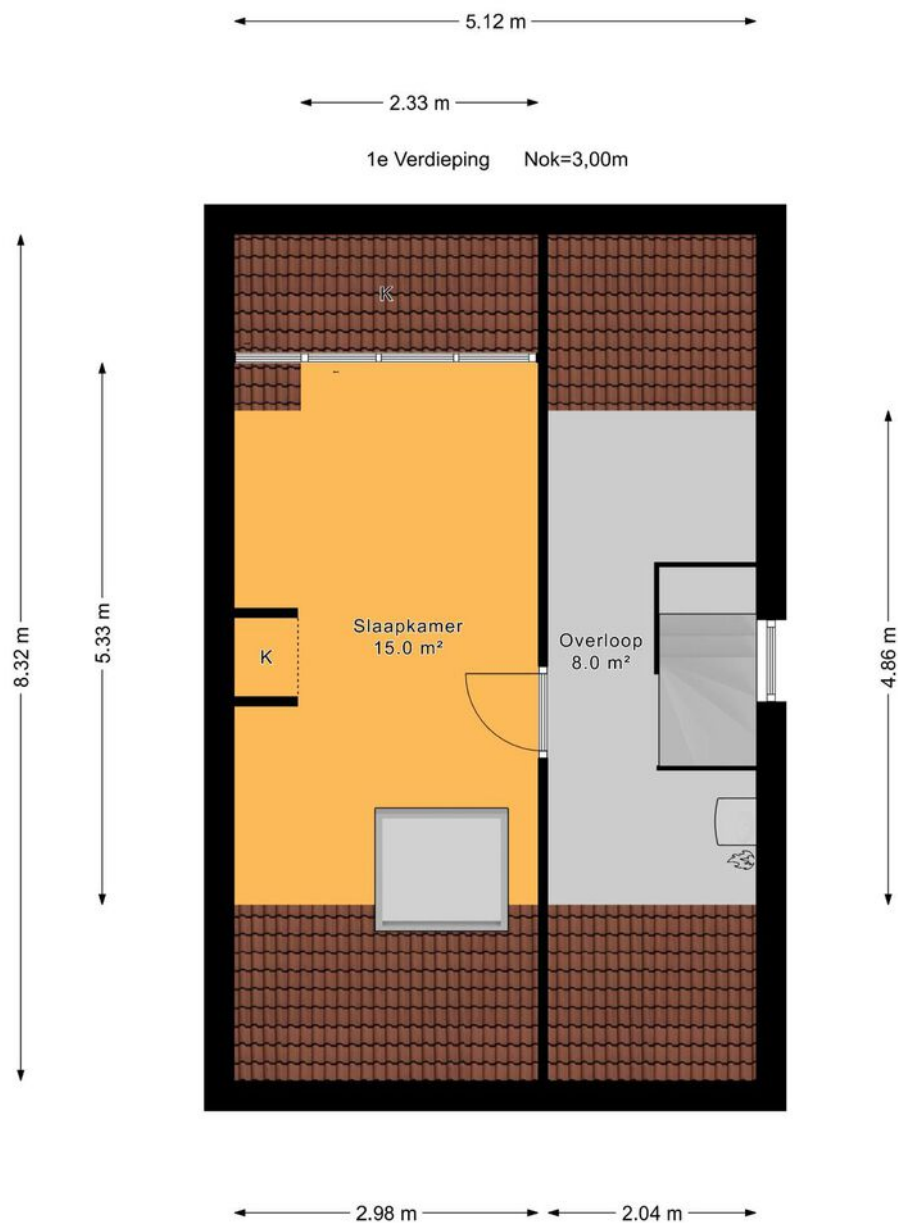 5.12 m
2.33 m
1e Verdieping Nok=3,00m
K
8.32 m
5.33 m
4.86 m
Slaapkamer
15.0 m²
Overloop
8.0 m²
K
2.98 m
2.04 m